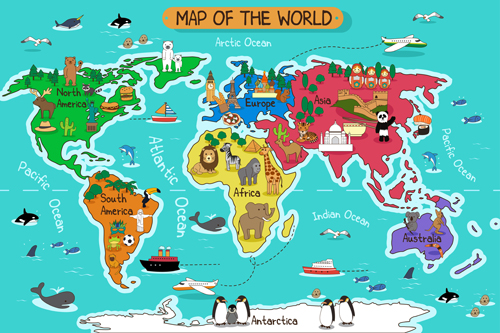 MAP OF THE WORLD
Arctic Ocean
North
America
Europe
Asia
Pacific Ocean
Atlantic Ocean
Pacific Ocean
Africa
South
America
Indian Ocean
Australia
Antarctica